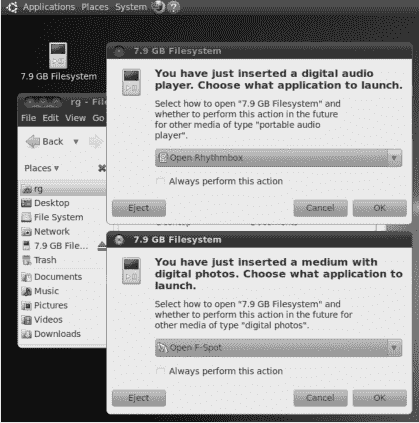 Applications Places System
7.9 GB Filesystem
7.9 GB Filesystem
You have just inserted a digital audio
player. Choose what application to launch.
Select how to open "7.9 GB Filesystem" and
whether to perform this action in the future
for other media of type "portable audio
player".
Open Rhythmbox
Always perform this action
Eject Cancel OK
rg - File
File Edit View Go
Back
Places
rg
Desktop
File System
Network
7.9 GB File...
Trash
Documents
Music
Pictures
Videos
Downloads
7.9 GB Filesystem
You have just inserted a medium with
digital photos. Choose what application to
launch.
Select how to open "7.9 GB Filesystem" and
whether to perform this action in the future for
other media of type "digital photos".
Open F-Spot
Always perform this action
Eject Cancel OK